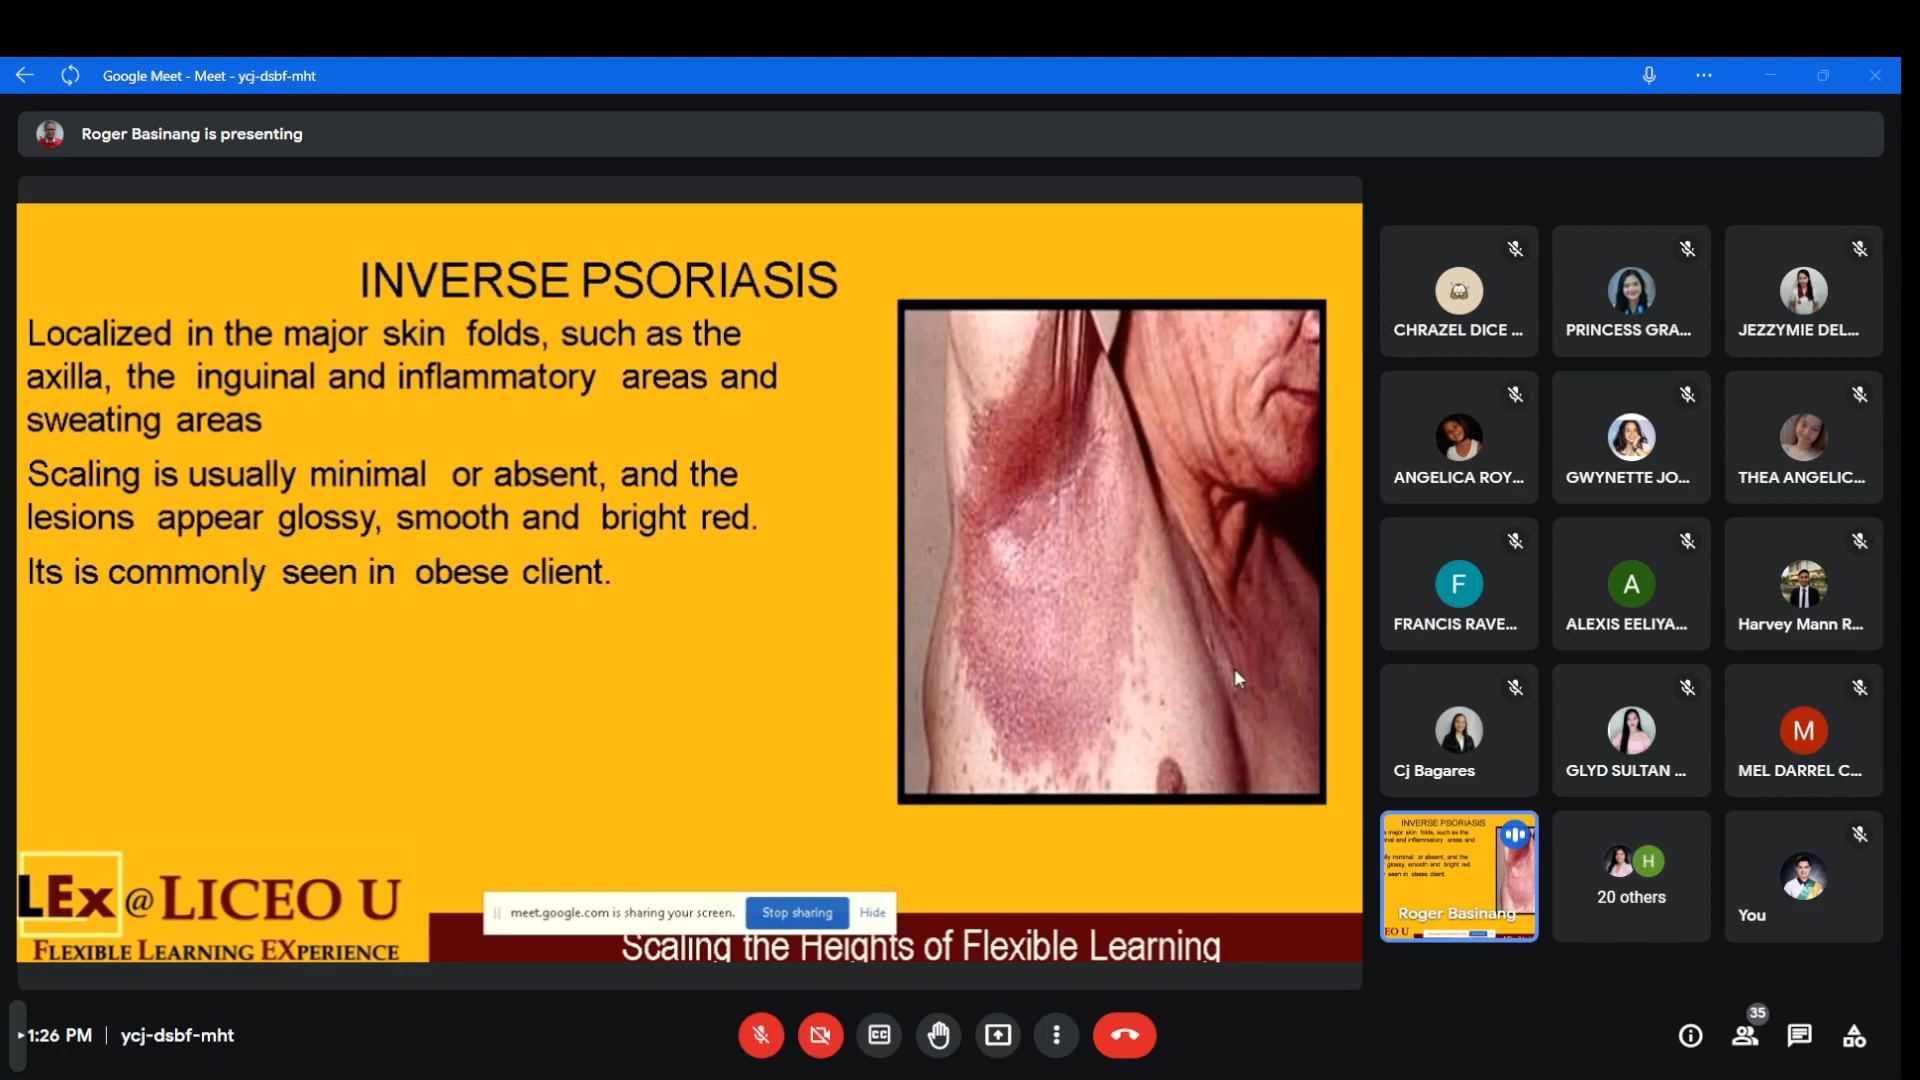 Google Meet - Meet - ycj-dsbf-mht
Roger Basinang is presenting
INVERSE PSORIASIS
Localized in the major skin folds, such as the
axilla, the inguinal and inflammatory areas and
sweating areas
Scaling is usually minimal or absent, and the
lesions appear glossy, smooth and bright red.
Its is commonly seen in obese client.
LEx@LICEO U
FLEXIBLE LEARNING EXPERIENCE
meet.google.com is sharing your screen.
Stop sharing
Hide
Scaling the Heights of Flexible Learning
CHRAZEL DICE ...
PRINCESS GRA...
JEZZYMIE DEL...
ANGELICA ROY...
GWYNETTE JO...
THEA ANGELIC...
F
FRANCIS RAVE...
A
ALEXIS EELIYA...
Harvey Mann R...
Cj Bagares
GLYD SULTAN ...
M
MEL DARREL C...
INVERSE PSORIASIS
Roger Basinang
H
20 others
You
1:26 PM | ycj-dsbf-mht
CC
35